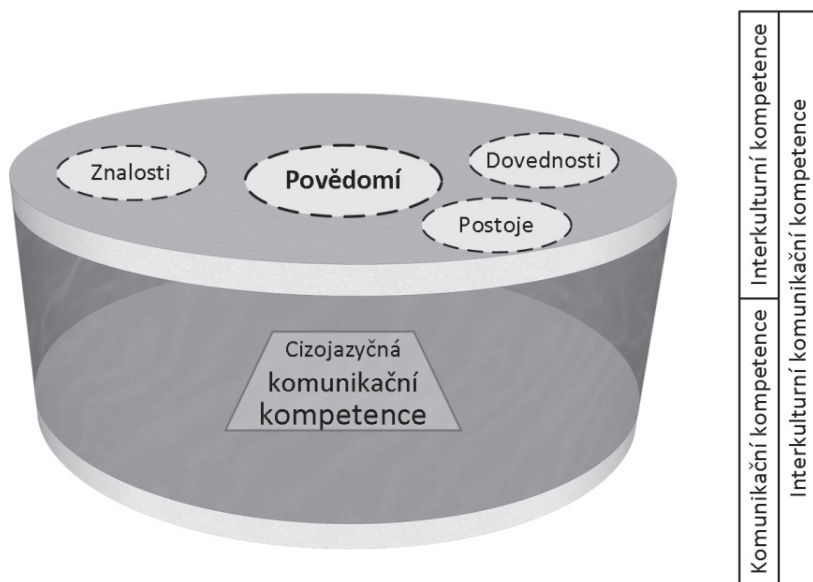 Znalosti
Povědomí
Dovednosti
Postoje
Cizojazyčná
komunikační
kompetence
Interkulturní kompetence
Komunikační kompetence
Interkulturní komunikační kompetence